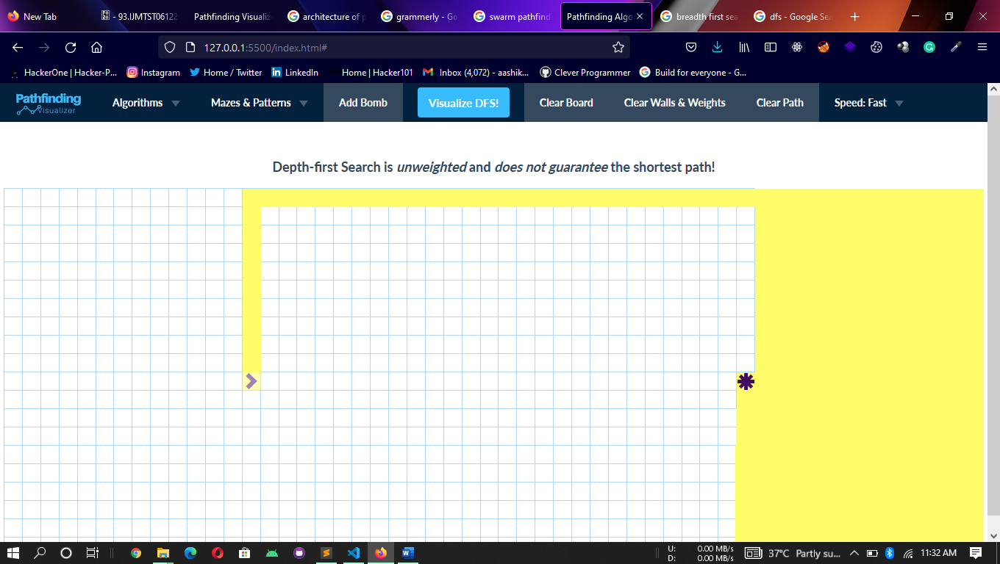 New Tab
- 93.IJMTST06122
Pathfinding Visualiz
architecture of p
grammerly - Go
swarm pathfind
Pathfinding Algo
breadth first sea
dfs - Google Sea
127.0.0.1:5500/index.html#
HackerOne | Hacker-P...
Instagram
Home / Twitter
LinkedIn
Home | Hacker101
Inbox (4,072) - aashik...
Clever Programmer
Build for everyone - G...
Pathfinding
Visualizer
Algorithms
Mazes & Patterns
Add Bomb
Visualize DFS!
Clear Board
Clear Walls & Weights
Clear Path
Speed: Fast
Depth-first Search is unweighted and does not guarantee the shortest path!
U: 0.00 MB/s
D: 0.00 MB/s
37°C Partly su...
11:32 AM